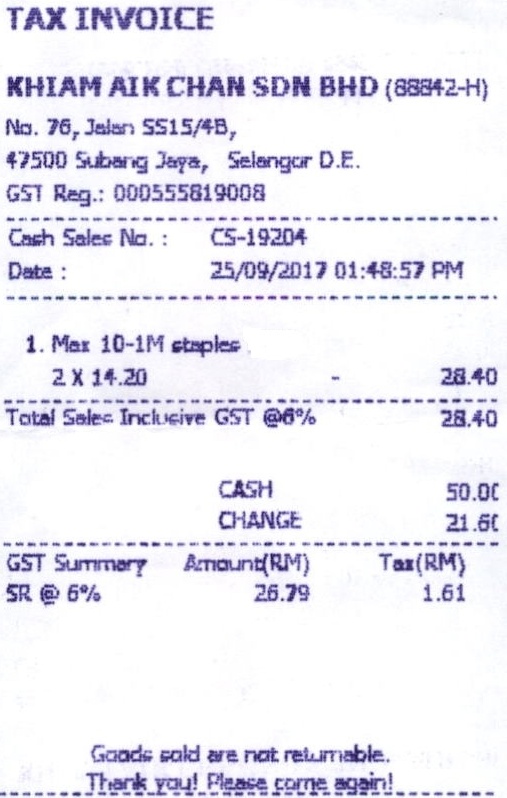 TAX INVOICE
KHIAM AIK CHAN SDN BHD (88842-H)
No. 76, Jalan SS15/4B,
47500 Subang Jaya, Selangor D.E.
GST Reg.: 000555819008
Cash Sales No. : CS-19204
Date : 25/09/2017 01:48:57 PM
1. Max 10-1M staples
2 X 14.20 - 28.40
Total Sales Inclusive GST @6% 28.40
CASH 50.00
CHANGE 21.60
GST Summary Amount(RM) Tax(RM)
SR @ 6% 26.79 1.61
Goods sold are not returnable.
Thank you! Please come again!